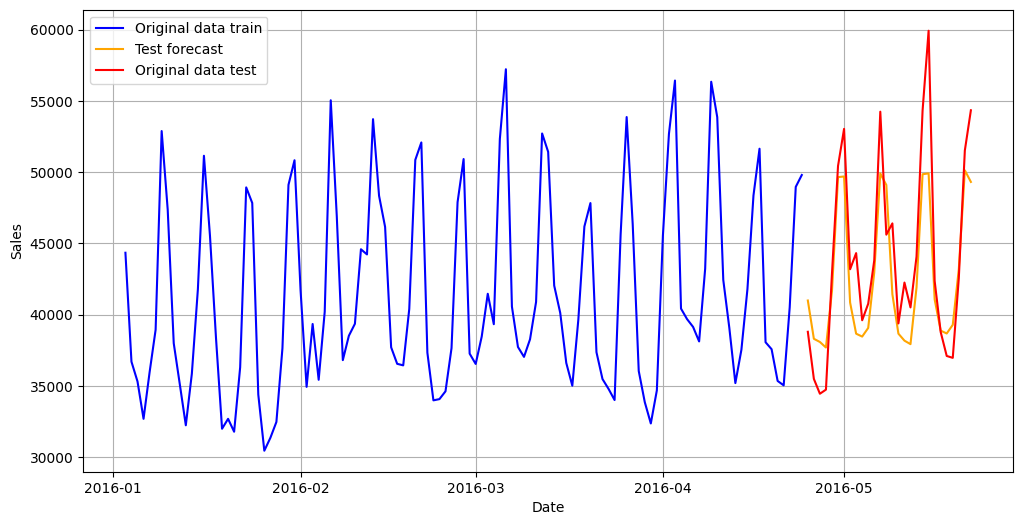 Original data train
Test forecast
Original data test
60000
55000
50000
45000
40000
35000
30000
Sales
2016-01
2016-02
2016-03
2016-04
2016-05
Date